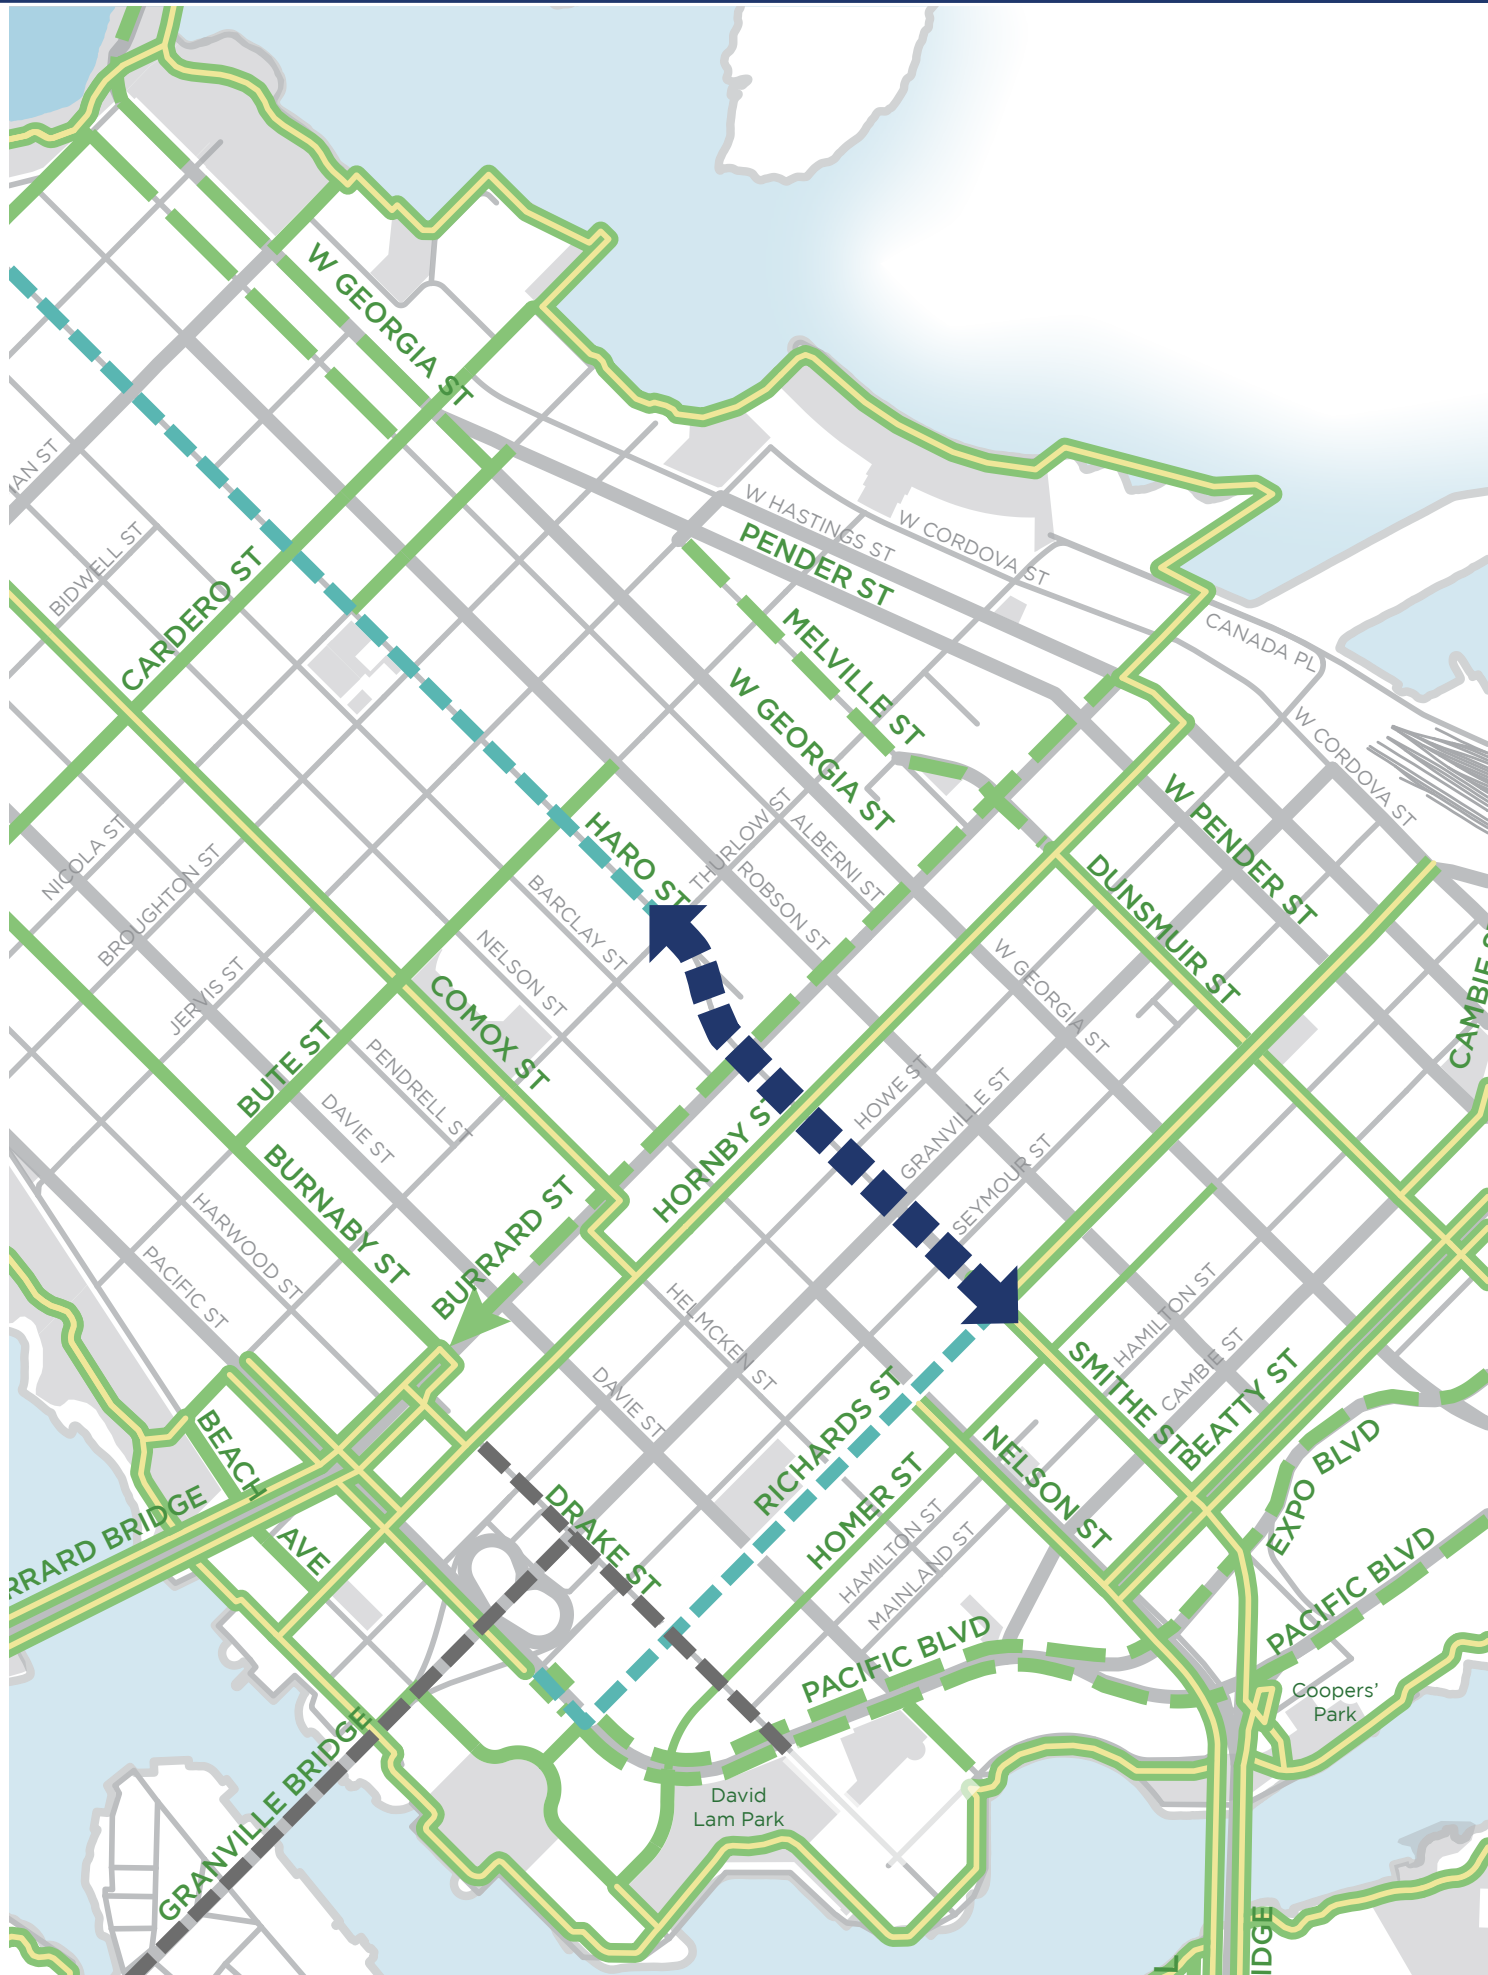 W GEORGIA ST
AN ST
BIDWELL ST
CARDERO ST
W HASTINGS ST
W CORDOVA ST
PENDER ST
MELVILLE ST
W GEORGIA ST
CANADA PL
W CORDOVA ST
W PENDER ST
DUNSMUIR ST
CAMBIE S
NICOLA ST
BROUGHTON ST
JERVIS ST
HARO ST
THURLOW ST
ALBERNI ST
ROBSON ST
BARCLAY ST
NELSON ST
COMOX ST
W GEORGIA ST
BUTE ST
PENDRELL ST
DAVIE ST
BURNABY ST
HARWOOD ST
PACIFIC ST
BURRARD ST
HORNBY S
HOWE ST
GRANVILLE ST
SEYMOUR ST
HELMCKEN ST
DAVIE ST
HAMILTON ST
CAMBIE ST
SMITHE ST
BEATTY ST
EXPO BLVD
RICHARDS ST
NELSON ST
HOMER ST
HAMILTON ST
MAINLAND ST
BEACH
AVE
RRARD BRIDGE
DRAKE ST
PACIFIC BLVD
PACIFIC BLVD
Coopers’
Park
GRANVILLE BRIDGE
David
Lam Park
L
IDGE